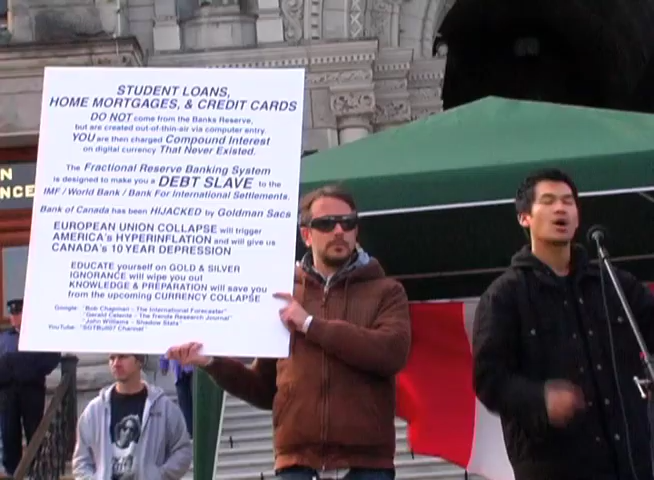 STUDENT LOANS,
HOME MORTGAGES, & CREDIT CARDS
DO NOT come from the Banks Reserve,
but are created out-of-thin-air via computer entry.
YOU are then charged Compound Interest
on digital currency That Never Existed.
The Fractional Reserve Banking System
is designed to make you a DEBT SLAVE to the
IMF / World Bank / Bank For International Settlements.
Bank of Canada has been HIJACKED by Goldman Sacs
EUROPEAN UNION COLLAPSE will trigger
AMERICA's HYPERINFLATION and will give us
CANADA's 10 YEAR DEPRESSION
EDUCATE yourself on GOLD & SILVER
IGNORANCE will wipe you out
KNOWLEDGE & PREPARATION will save you
from the upcoming CURRENCY COLLAPSE
Google: "Bob Chapman - The International Forecaster"
"Gerald Celente - The Trends Research Journal"
"John Williams - Shadow Stats"
YouTube: "SGTBull07 Channel"
N
NCE